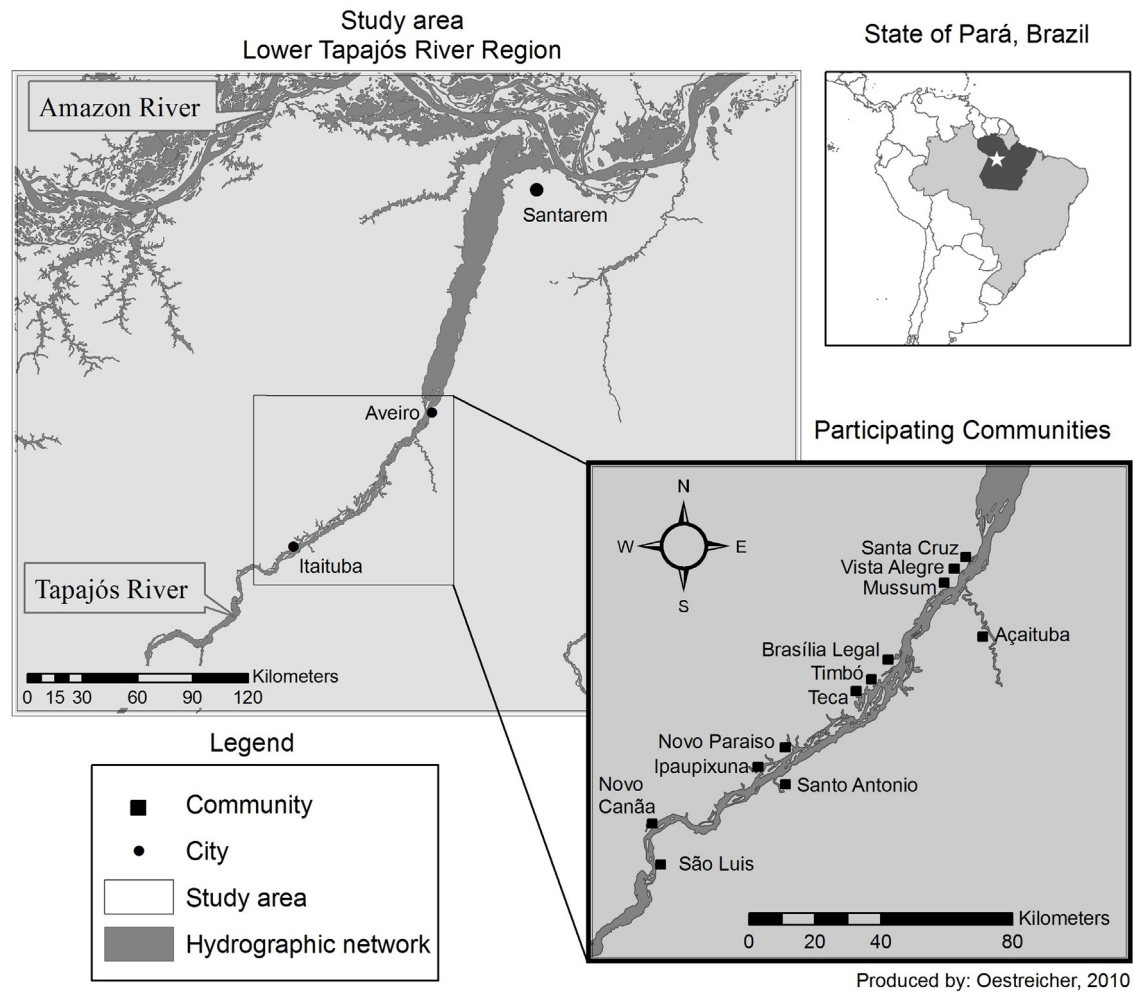 Study area
Lower Tapajós River Region
State of Pará, Brazil
Amazon River
Santarem
Aveiro
Itaituba
Tapajós River
Kilometers
0 15 30 60 90 120
Participating Communities
N
W E
S
Santa Cruz
Vista Alegre
Mussum
Açaituba
Brasília Legal
Timbó
Teca
Novo Paraiso
Ipaupixuna
Santo Antonio
Novo
Canãa
São Luis
Kilometers
0 20 40 80
Legend
Community
City
Study area
Hydrographic network
Produced by: Oestreicher, 2010